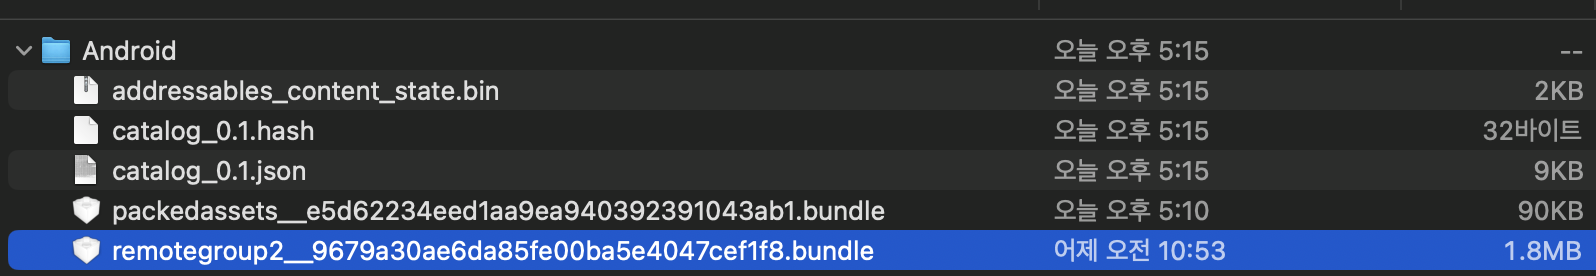 Android 오늘 오후 5:15 --
addressables_content_state.bin 오늘 오후 5:15 2KB
catalog_0.1.hash 오늘 오후 5:15 32바이트
catalog_0.1.json 오늘 오후 5:15 9KB
packedassets__e5d62234eed1aa9ea940392391043ab1.bundle 오늘 오후 5:10 90KB
remotegroup2__9679a30ae6da85fe00ba5e4047cef1f8.bundle 어제 오전 10:53 1.8MB